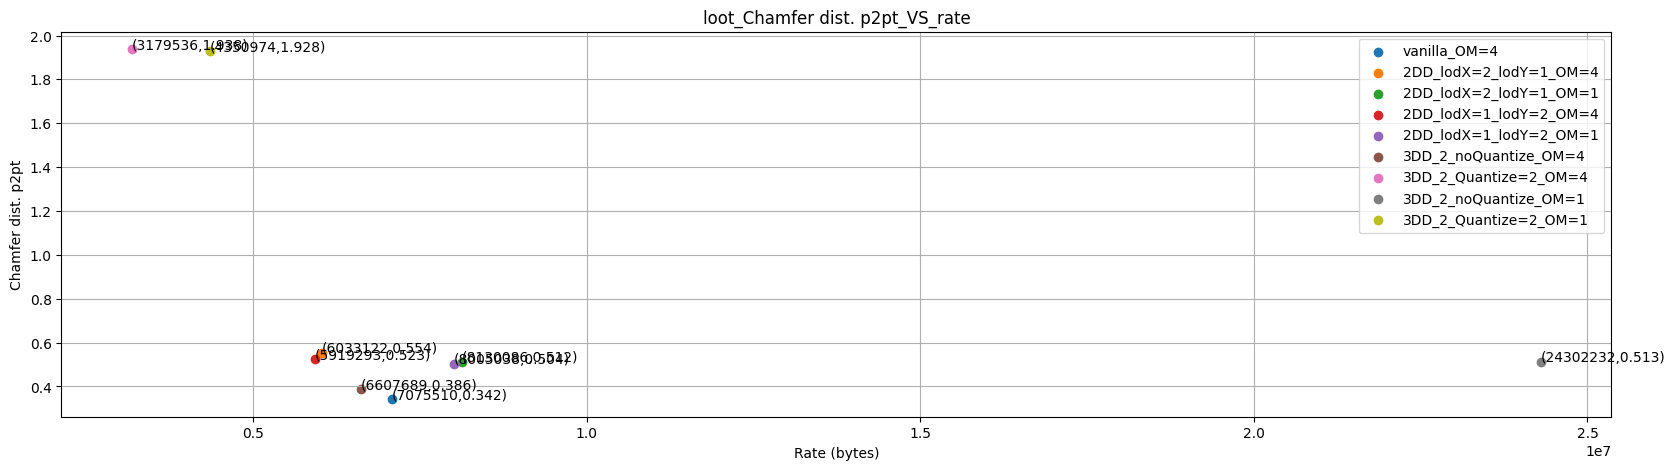 loot_Chamfer dist. p2pt_VS_rate
Chamfer dist. p2pt
2.0
1.8
1.6
1.4
1.2
1.0
0.8
0.6
0.4
(3179536,1.938)
(4350974,1.928)
(6033122,0.554)
(5919293,0.523)
(8130086,0.512)
(8005038,0.504)
(6607689,0.386)
(7075510,0.342)
(24302232,0.513)
vanilla_OM=4
2DD_lodX=2_lodY=1_OM=4
2DD_lodX=2_lodY=1_OM=1
2DD_lodX=1_lodY=2_OM=4
2DD_lodX=1_lodY=2_OM=1
3DD_2_noQuantize_OM=4
3DD_2_Quantize=2_OM=4
3DD_2_noQuantize_OM=1
3DD_2_Quantize=2_OM=1
0.5
1.0
1.5
2.0
2.5
1e7
Rate (bytes)